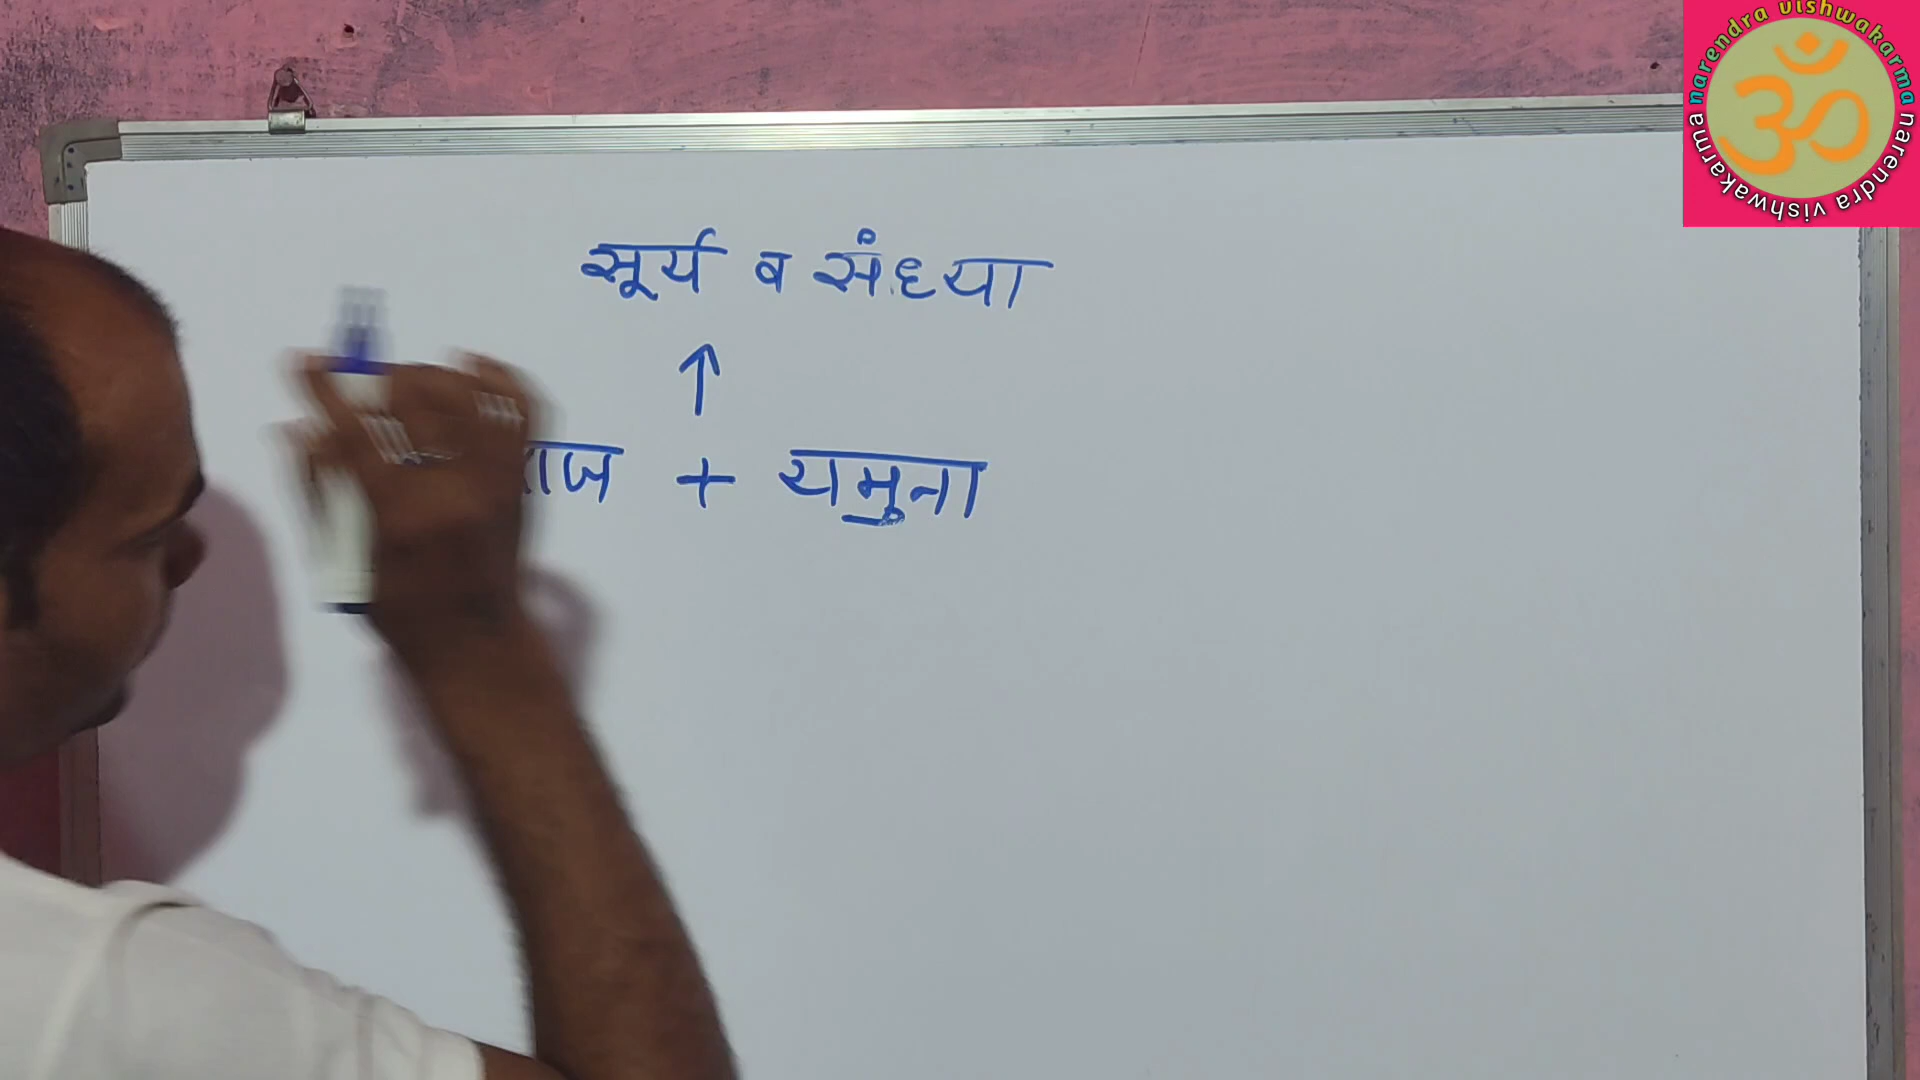 narendra vishwakarma narendra vishwakarma
ॐ
सूर्य व संध्या
↑
+ यमुना